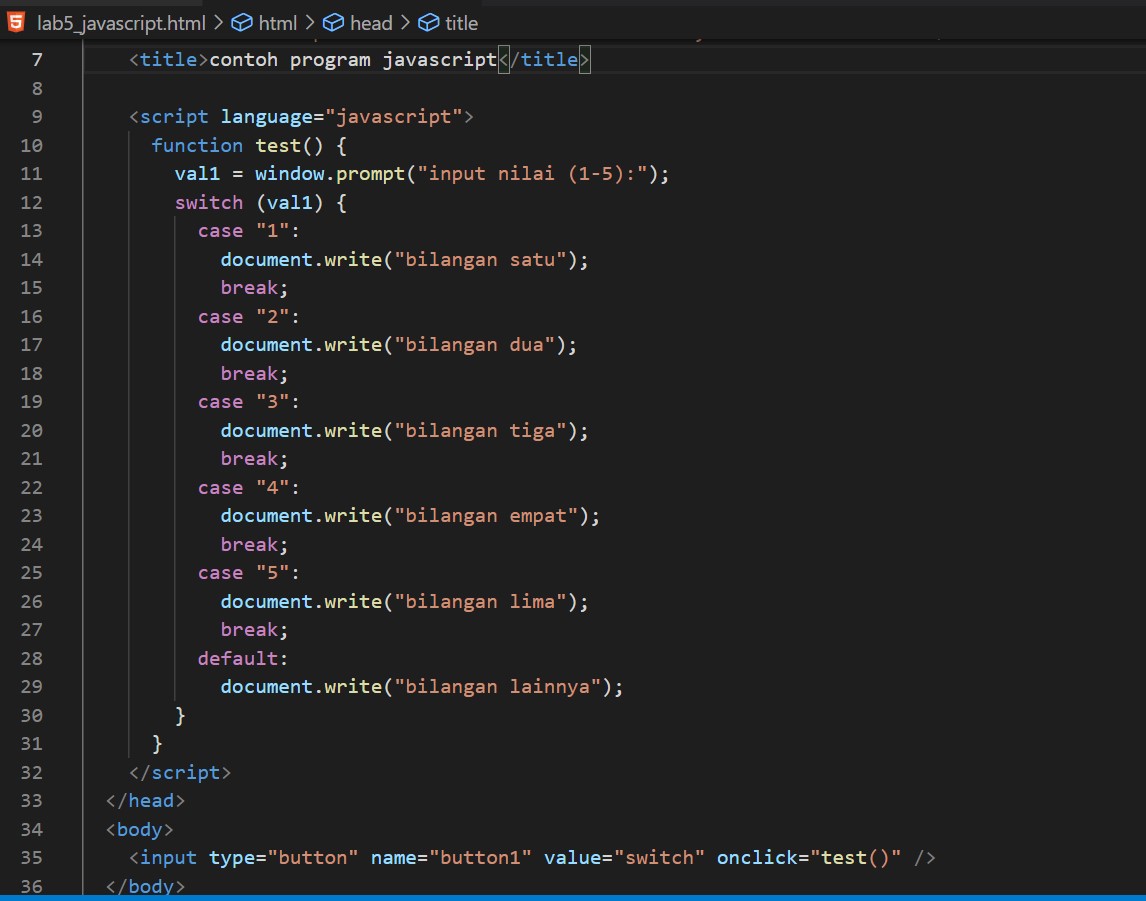 lab5_javascript.html > html > head > title
7 <title>contoh program javascript</title>
8
9 <script language="javascript">
10 function test() {
11 val1 = window.prompt("input nilai (1-5):");
12 switch (val1) {
13 case "1":
14 document.write("bilangan satu");
15 break;
16 case "2":
17 document.write("bilangan dua");
18 break;
19 case "3":
20 document.write("bilangan tiga");
21 break;
22 case "4":
23 document.write("bilangan empat");
24 break;
25 case "5":
26 document.write("bilangan lima");
27 break;
28 default:
29 document.write("bilangan lainnya");
30 }
31 }
32 </script>
33 </head>
34 <body>
35 <input type="button" name="button1" value="switch" onclick="test()" />
36 </body>